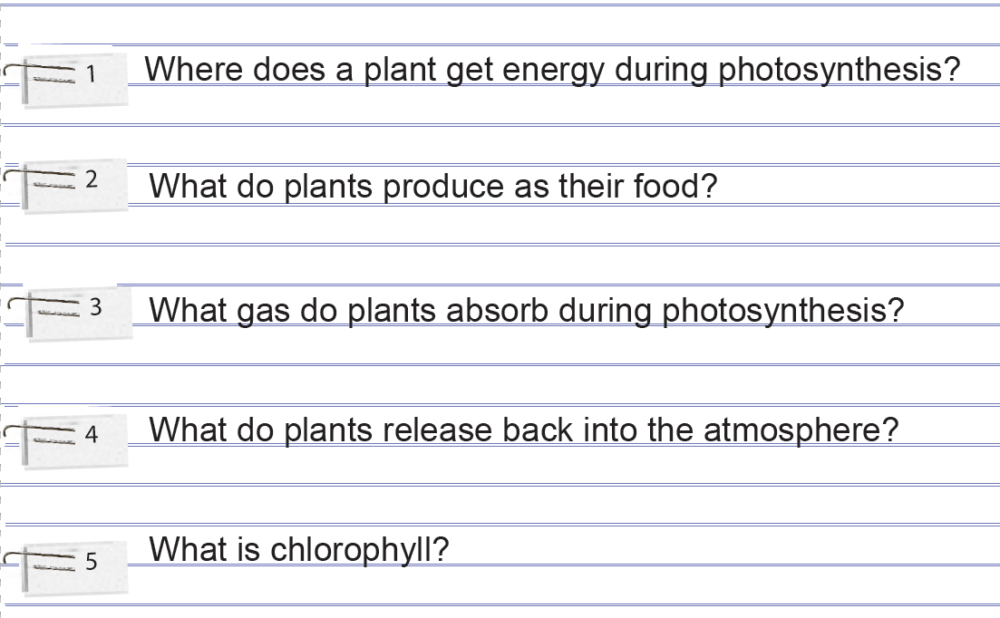 1 Where does a plant get energy during photosynthesis?
2 What do plants produce as their food?
3 What gas do plants absorb during photosynthesis?
4 What do plants release back into the atmosphere?
5 What is chlorophyll?